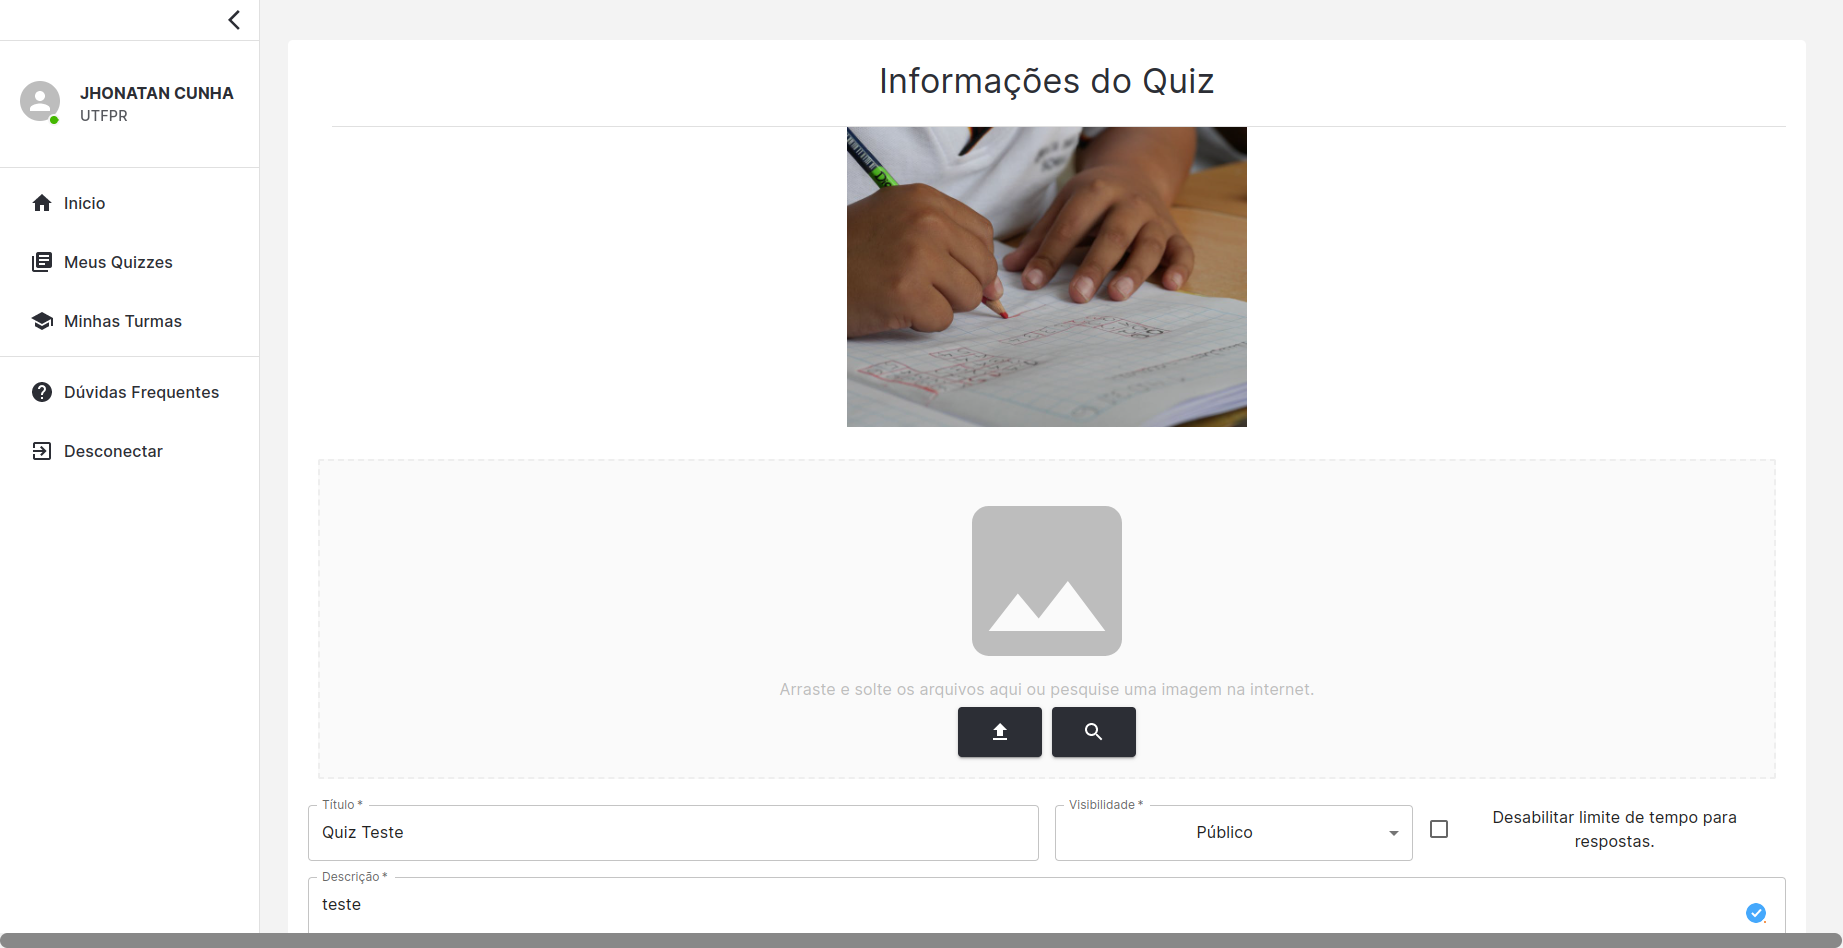 JHONATAN CUNHA
UTFPR
Inicio
Meus Quizzes
Minhas Turmas
Dúvidas Frequentes
Desconectar
Informações do Quiz
Arraste e solte os arquivos aqui ou pesquise uma imagem na internet.
Título *
Quiz Teste
Visibilidade *
Público
Desabilitar limite de tempo para
respostas.
Descrição *
teste